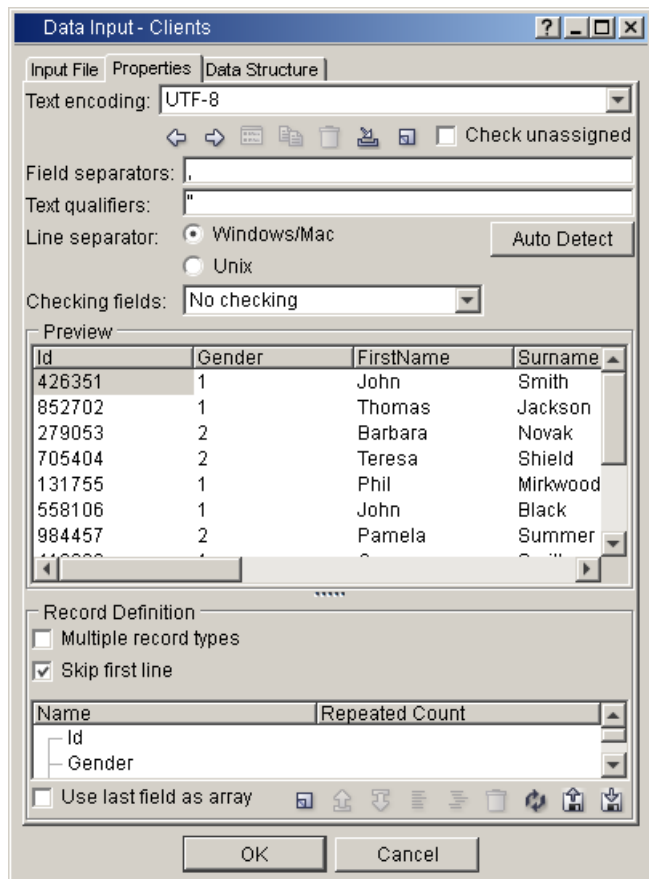 Data Input - Clients
Input File Properties Data Structure
Text encoding: UTF-8
Check unassigned
Field separators: ,
Text qualifiers: "
Line separator: Windows/Mac Auto Detect
Unix
Checking fields: No checking
Preview
Id Gender FirstName Surname
426351 1 John Smith
852702 1 Thomas Jackson
279053 2 Barbara Novak
705404 2 Teresa Shield
131755 1 Phil Mirkwood
558106 1 John Black
984457 2 Pamela Summer
Record Definition
Multiple record types
Skip first line
Name Repeated Count
Id
Gender
Use last field as array
OK Cancel